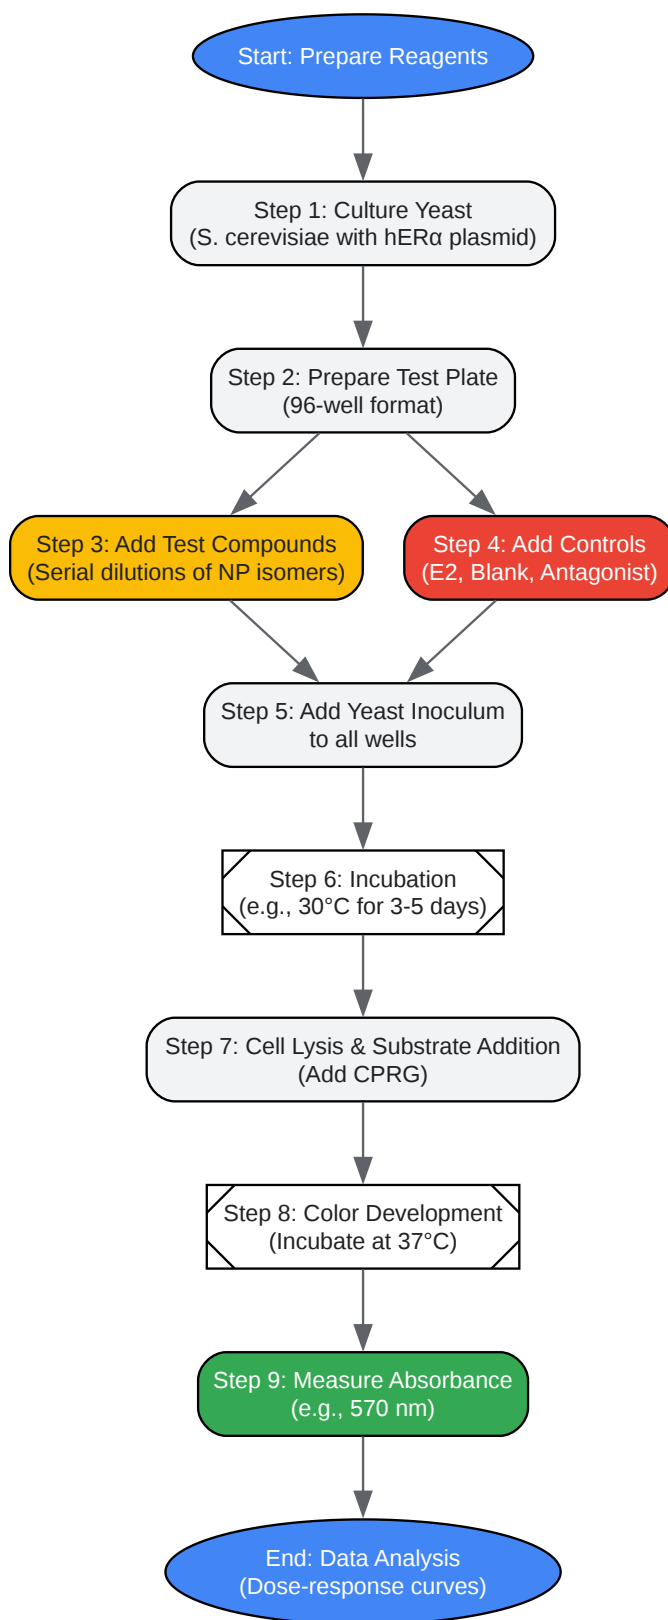 Start: Prepare Reagents
Step 1: Culture Yeast
(S. cerevisiae with hERα plasmid)
Step 2: Prepare Test Plate
(96-well format)
Step 3: Add Test Compounds
(Serial dilutions of NP isomers)
Step 4: Add Controls
(E2, Blank, Antagonist)
Step 5: Add Yeast Inoculum
to all wells
Step 6: Incubation
(e.g., 30°C for 3-5 days)
Step 7: Cell Lysis & Substrate Addition
(Add CPRG)
Step 8: Color Development
(Incubate at 37°C)
Step 9: Measure Absorbance
(e.g., 570 nm)
End: Data Analysis
(Dose-response curves)